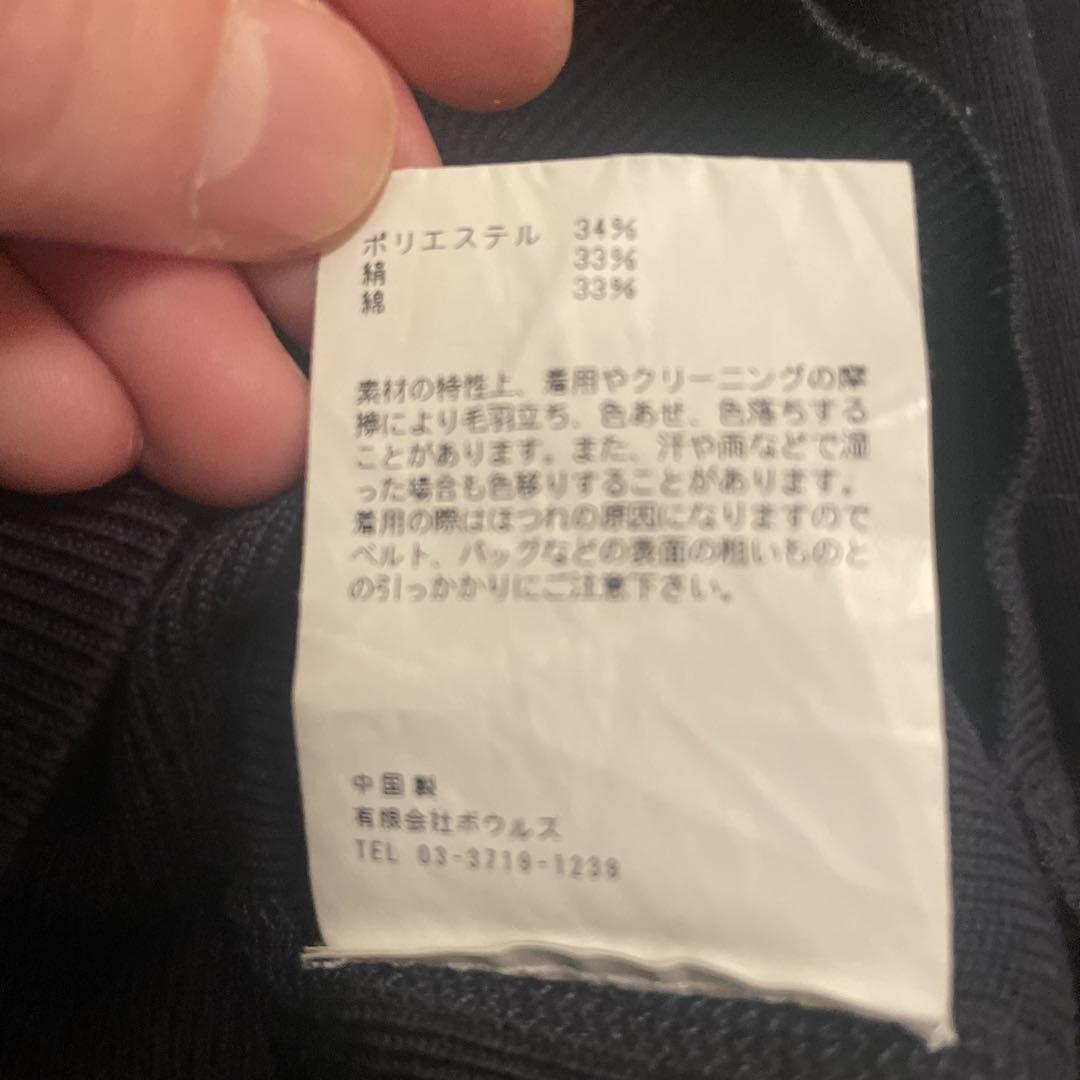 ポリエステル 34%
絹 33%
綿 33%
素材の特性上、着用やクリーニングの摩
擦により毛羽立ち、色あせ、色落ちする
ことがあります。また、汗や雨などで湿
った場合も色移りすることがあります。
着用の際はほつれの原因になりますので
ベルト、バッグなどの表面の粗いものと
の引っかかりにご注意下さい。
中国製
有限会社ボウルズ
TEL 03-3719-1239